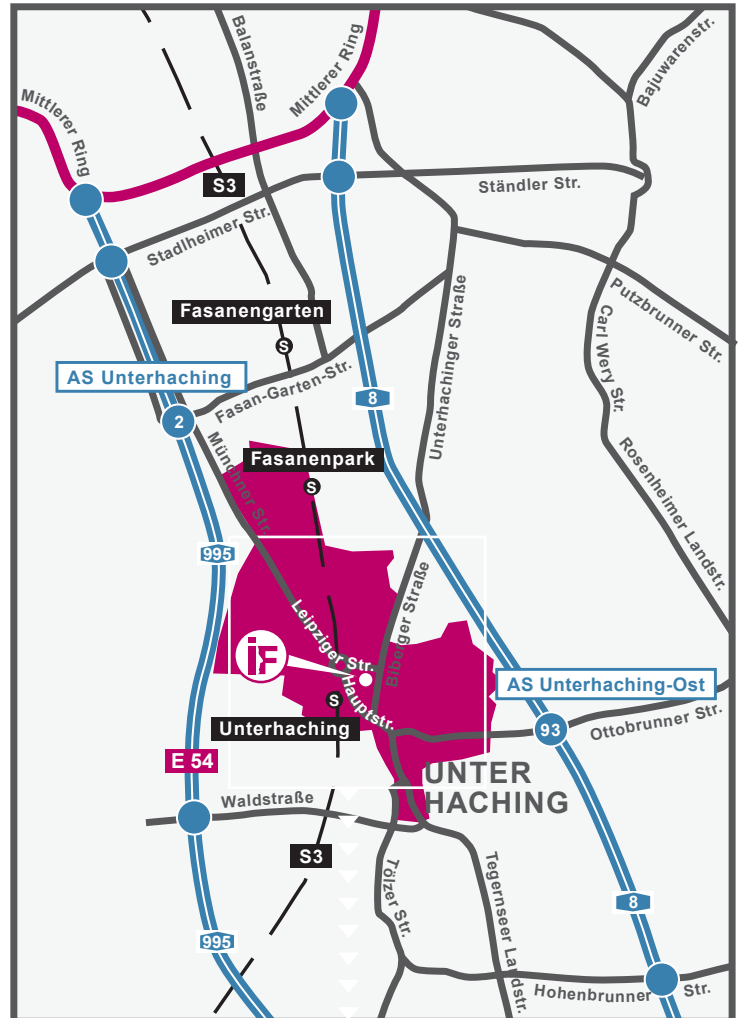 Balanstraße
Bajuwarenstr.
Mittlerer Ring
Mittlerer Ring
S3
Ständler Str.
Stadlheimer Str.
Fasanengarten
S
Unterhachinger Straße
Putzbrunner Str.
Carl Wery Str.
AS Unterhaching
Fasan-Garten-Str.
8
2
Münchner Str.
Fasanenpark
S
Rosenheimer Landstr.
995
Biberger Straße
Leipziger Str.
iF
Hauptstr.
S
AS Unterhaching-Ost
Unterhaching
93
Ottobrunner Str.
E 54
UNTER
HACHING
Waldstraße
S3
Tölzer Str.
Tegernseer Landstr.
8
995
Hohenbrunner Str.